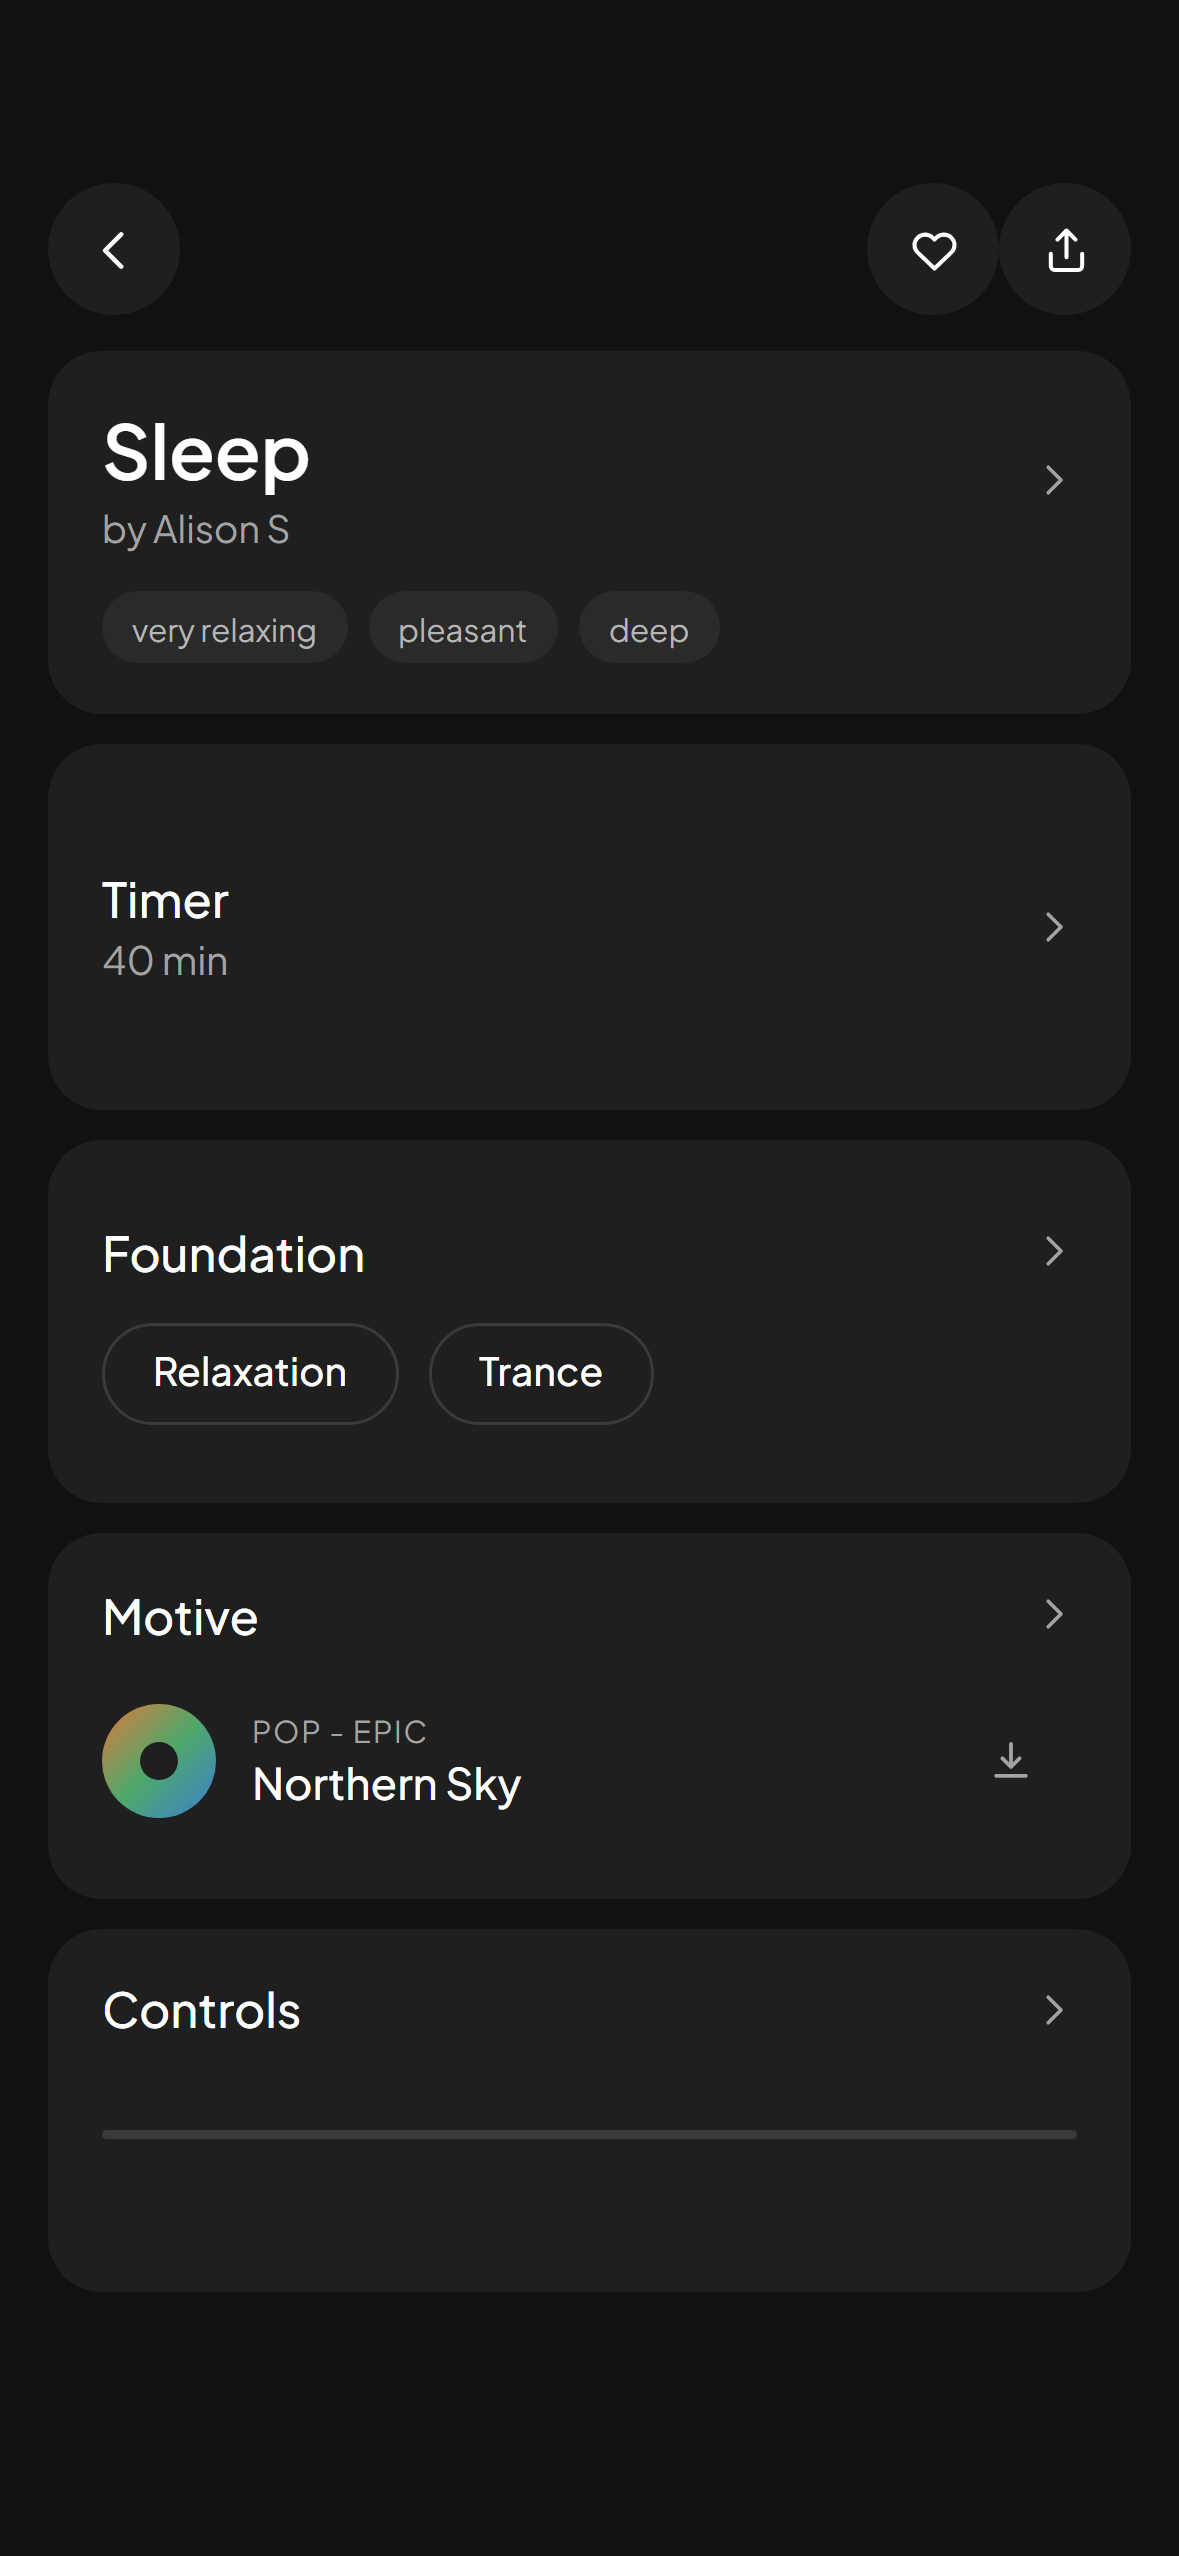 Sleep
by Alison S
very relaxing pleasant deep
Timer
40 min
Foundation
Relaxation Trance
Motive
POP - EPIC
Northern Sky
Controls